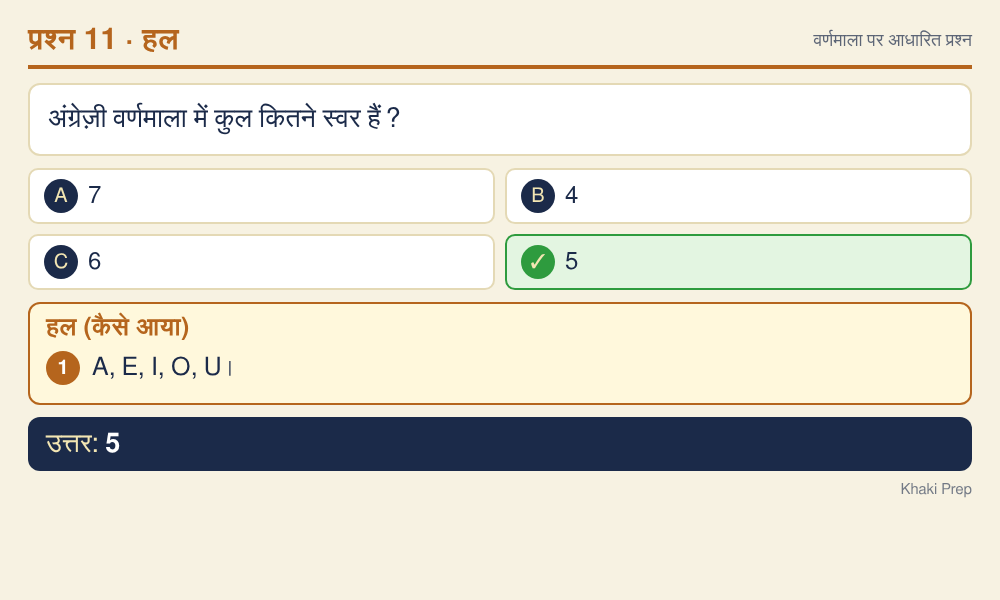 प्रश्न 11 · हल
वर्णमाला पर आधारित प्रश्न
अंग्रेज़ी वर्णमाला में कुल कितने स्वर हैं ?
A 7
B 4
C 6
✓ 5
हल (कैसे आया)
1 A, E, I, O, U।
उत्तर: 5
Khaki Prep